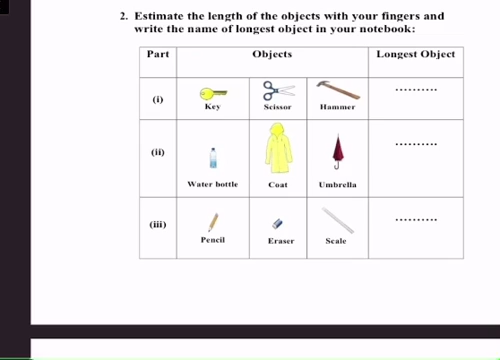 2. Estimate the length of the objects with your fingers and
write the name of longest object in your notebook:
Part Objects Longest Object
(i) Key Scissor Hammer ..........
(ii) Water bottle Coat Umbrella ..........
(iii) Pencil Eraser Scale ..........